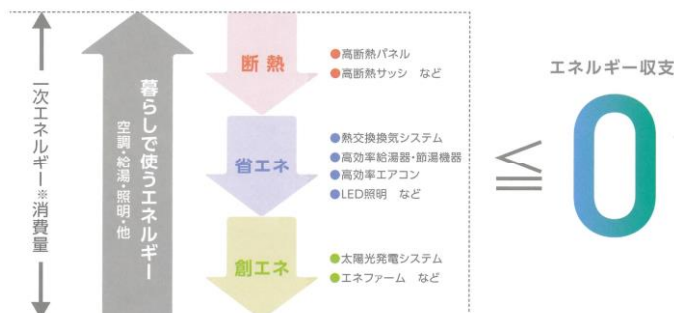 一次エネルギー※消費量
暮らしで使うエネルギー
空調・給湯・照明・他
断熱
●高断熱パネル
●高断熱サッシ など
省エネ
●熱交換換気システム
●高効率給湯器・節湯機器
●高効率エアコン
●LED照明 など
創エネ
●太陽光発電システム
●エネファーム など
≦
エネルギー収支
0